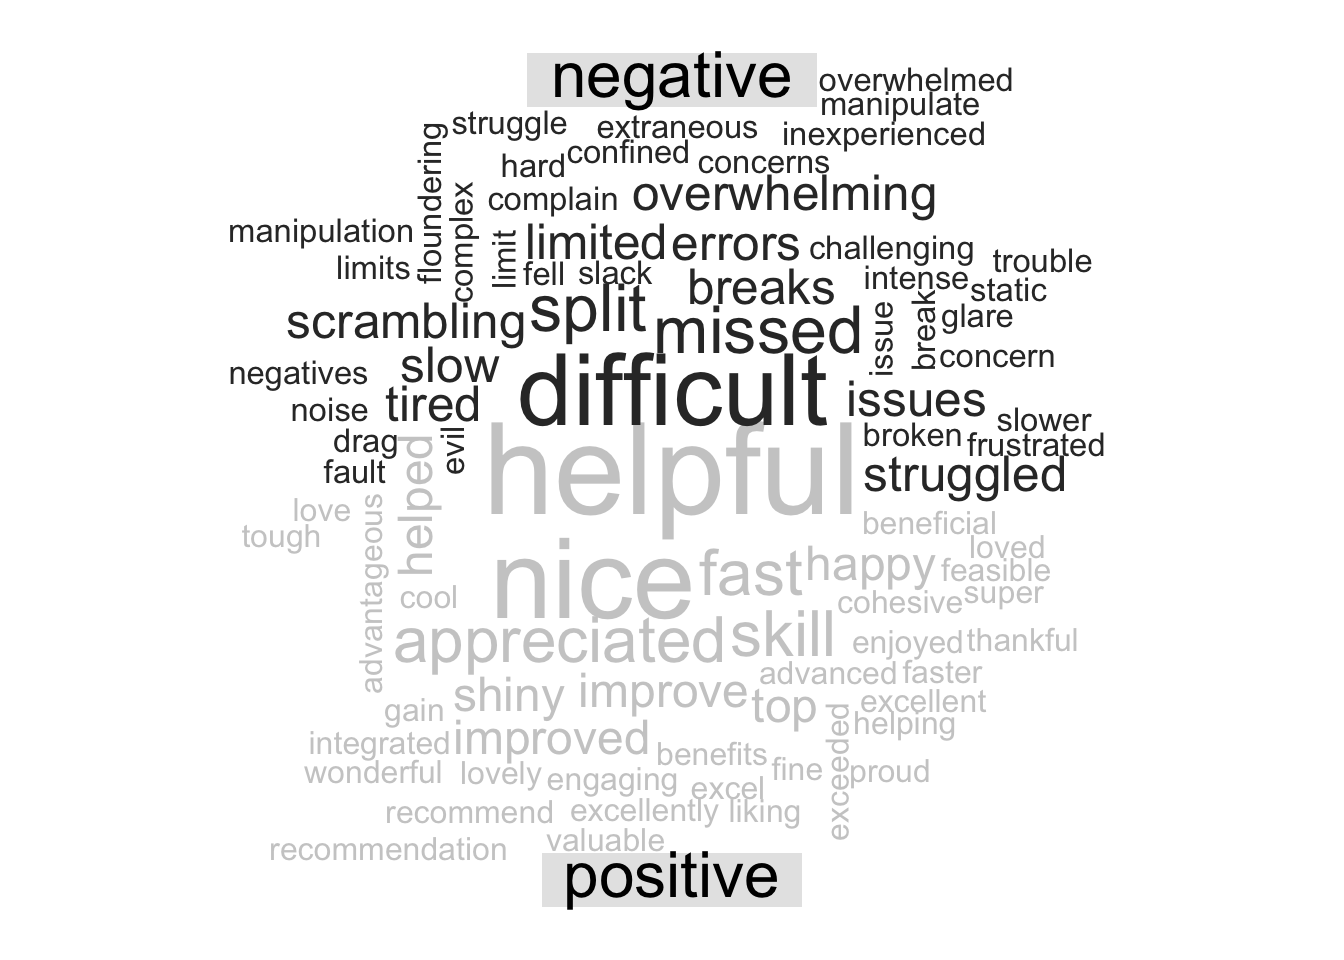 negative
overwhelmed
manipulate
struggle
extraneous
inexperienced
hard
confined
concerns
floundering
complex
complain
overwhelming
manipulation
limit
limited
errors
challenging
trouble
limits
fell
slack
breaks
intense
static
scrambling
split
missed
issue
break
glare
concern
negatives
slow
difficult
issues
noise
tired
slower
drag
evil
broken
frustrated
fault
helped
helpful
struggled
love
tough
advantageous
beneficial
loved
cool
nice
fast
happy
feasible
cohesive
super
appreciated
skill
enjoyed
thankful
advanced
faster
gain
shiny
improve
top
excellent
exceeded
helping
integrated
improved
benefits
wonderful
lovely
engaging
excel
fine
proud
recommend
excellently
liking
recommendation
valuable
positive